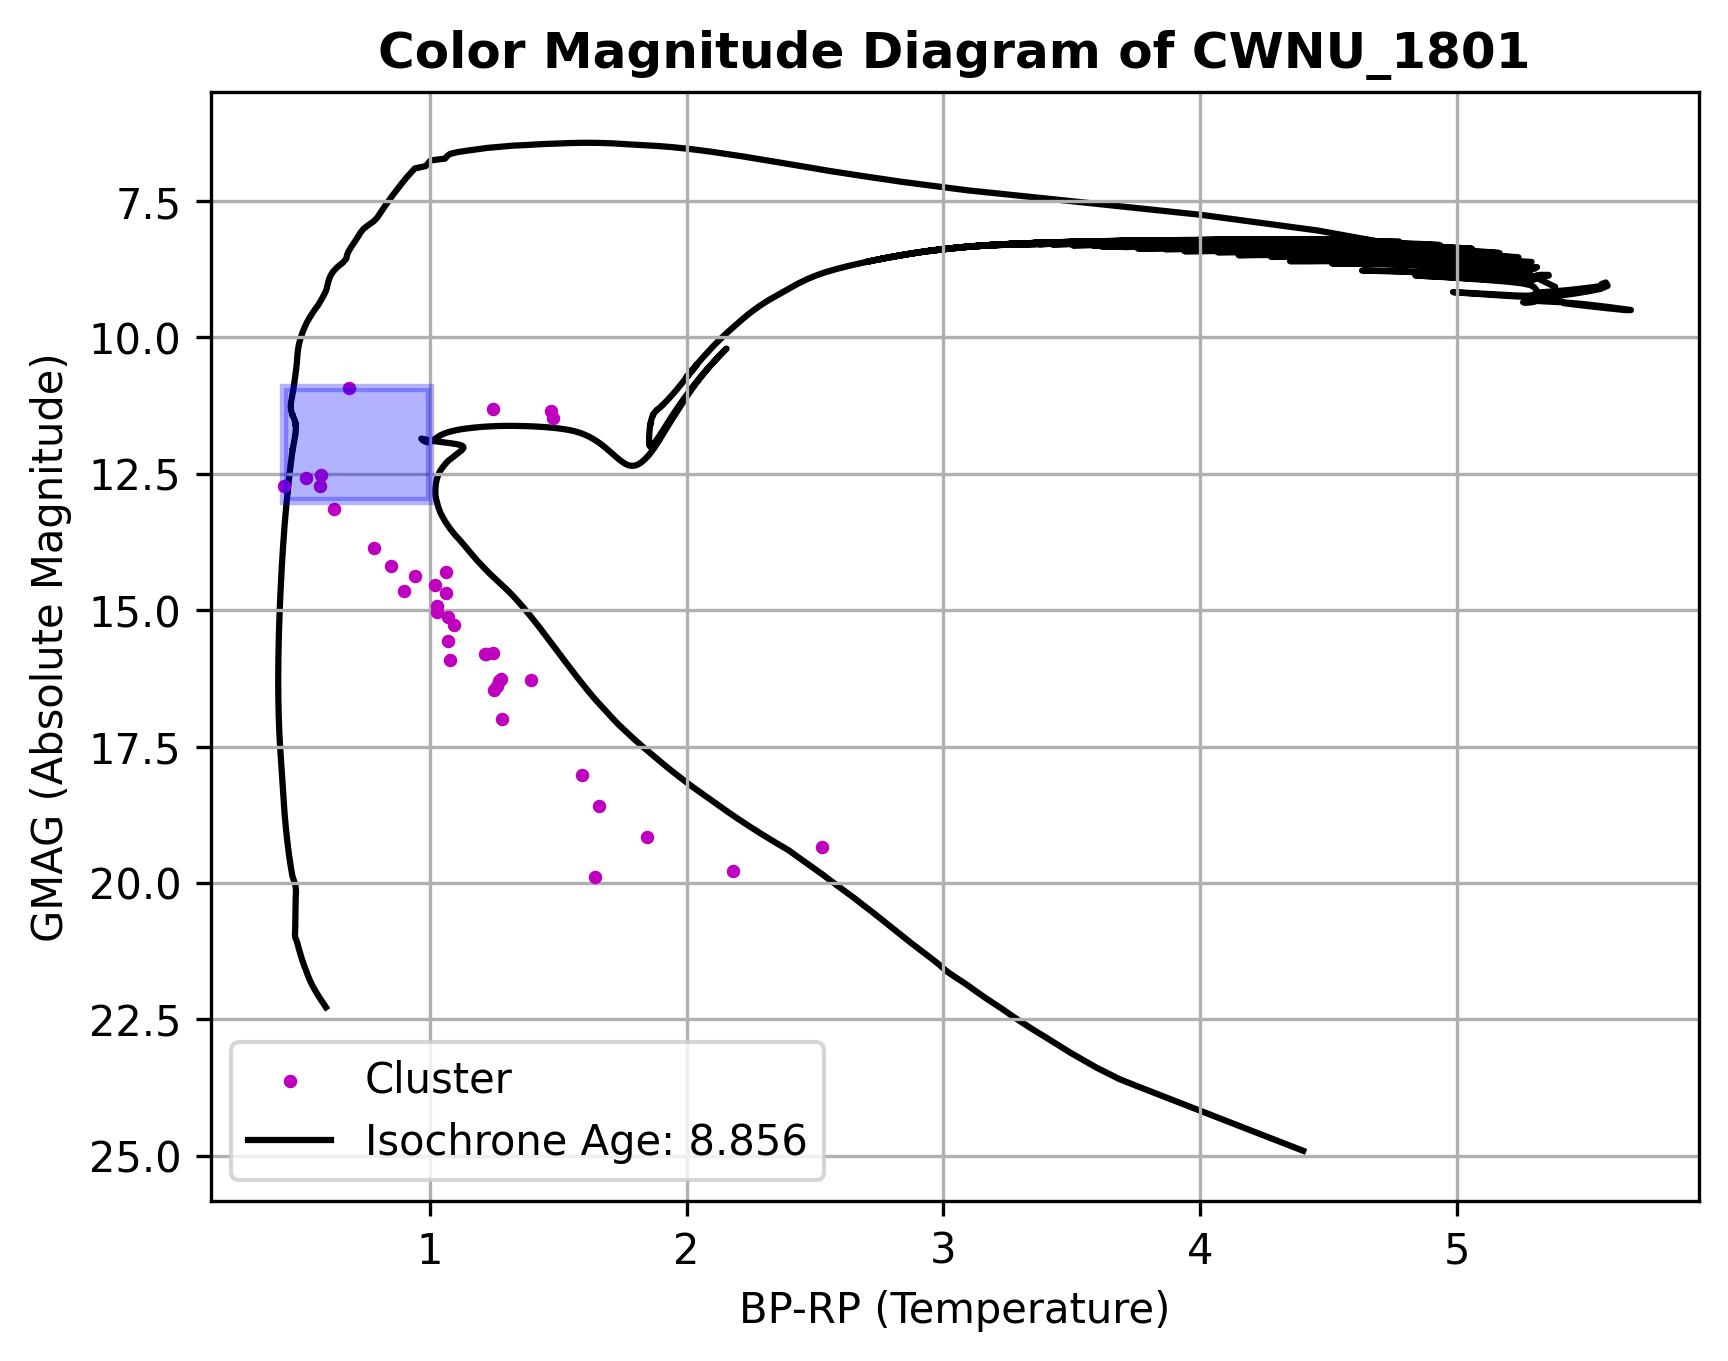 Color Magnitude Diagram of CWNU_1801
GMAG (Absolute Magnitude)
7.5
10.0
12.5
15.0
17.5
20.0
22.5
25.0
Cluster
Isochrone Age: 8.856
1 2 3 4 5
BP-RP (Temperature)